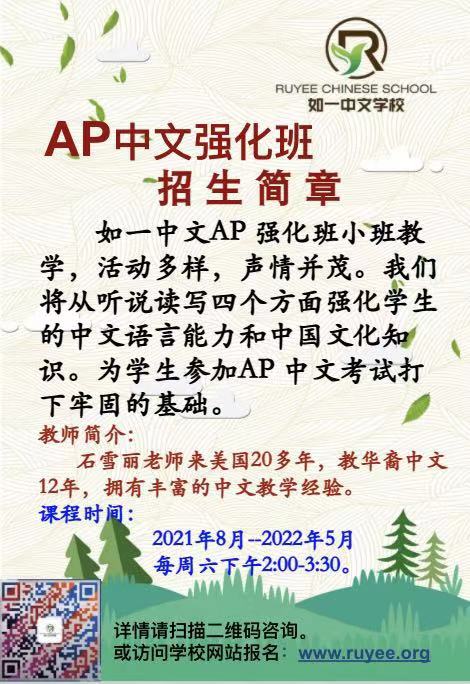 RUYEE CHINESE SCHOOL
如一中文学校
AP中文强化班
招生简章
如一中文AP 强化班小班教
学，活动多样，声情并茂。我们
将从听说读写四个方面强化学生
的中文语言能力和中国文化知
识。为学生参加AP 中文考试打
下牢固的基础。
教师简介：
石雪丽老师来美国20多年，教华裔中文
12年，拥有丰富的中文教学经验。
课程时间：
2021年8月--2022年5月
每周六下午2:00-3:30。
详情请扫描二维码咨询。
或访问学校网站报名：www.ruyee.org